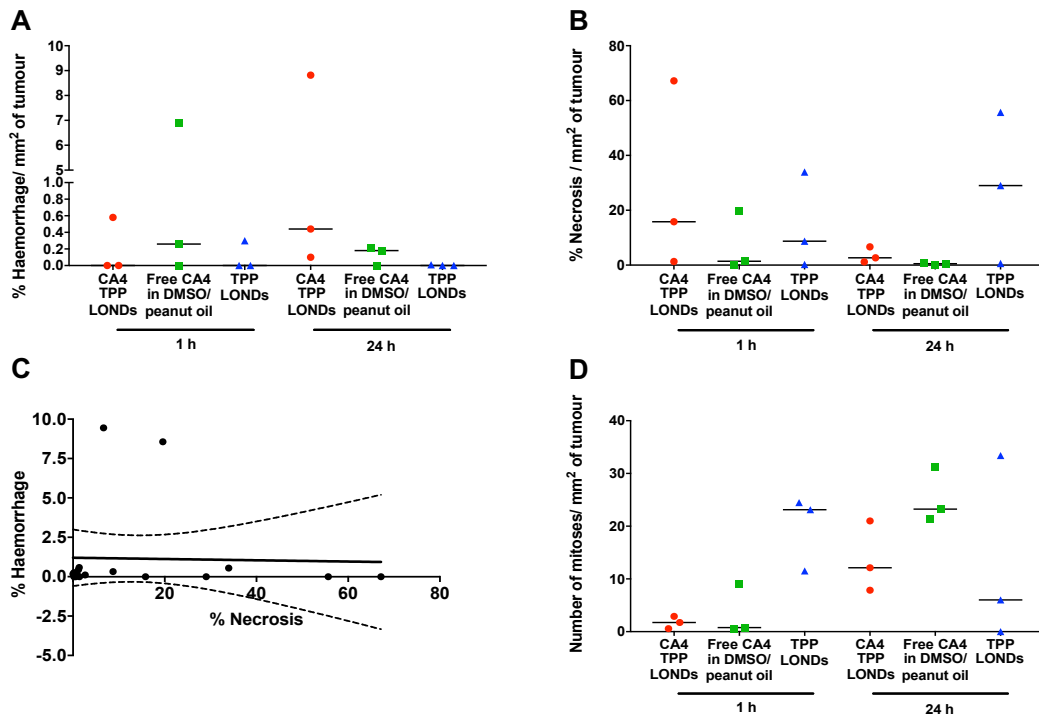 A
% Haemorrhage/ mm² of tumour
10
9
8
7
6
5
1.0
0.8
0.6
0.4
0.2
0.0
CA4 Free CA4 TPP CA4 Free CA4 TPP
TPP in DMSO/ LONDs TPP in DMSO/ LONDs
LONDs peanut oil LONDs peanut oil
1 h 24 h
B
% Necrosis / mm² of tumour
80
60
40
20
0
CA4 Free CA4 TPP CA4 Free CA4 TPP
TPP in DMSO/ LONDs TPP in DMSO/ LONDs
LONDs peanut oil LONDs peanut oil
1 h 24 h
C
% Haemorrhage
10.0
7.5
5.0
2.5
0.0
-2.5
-5.0
20 40 60 80
% Necrosis
D
Number of mitoses/ mm² of tumour
40
30
20
10
0
CA4 Free CA4 TPP CA4 Free CA4 TPP
TPP in DMSO/ LONDs TPP in DMSO/ LONDs
LONDs peanut oil LONDs peanut oil
1 h 24 h